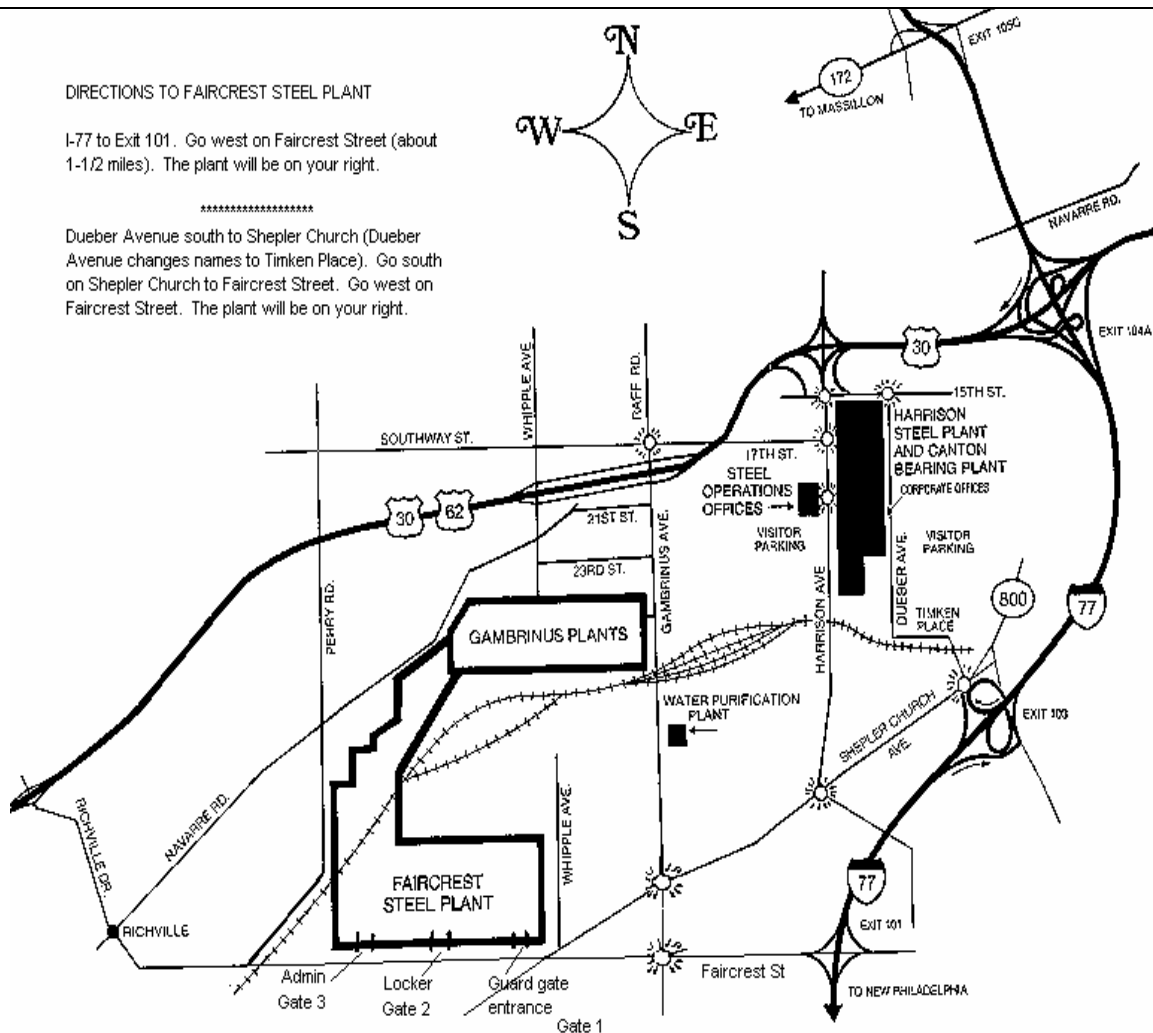 N
W
E
S
DIRECTIONS TO FAIRCREST STEEL PLANT
I-77 to Exit 101.  Go west on Faircrest Street (about
1-1/2 miles).  The plant will be on your right.
*******************
Dueber Avenue south to Shepler Church (Dueber
Avenue changes names to Timken Place).  Go south
on Shepler Church to Faircrest Street.  Go west on
Faircrest Street.  The plant will be on your right.
EXIT 105C
172
TO MASSILLON
NAVARRE RD.
EXIT 104A
30
15TH ST.
WHIPPLE AVE.
RAFF RD.
SOUTHWAY ST.
17TH ST.
HARRISON
STEEL PLANT
AND CANTON
BEARING PLANT
CORPORATE OFFICES
STEEL
OPERATIONS
OFFICES
VISITOR
PARKING
VISITOR
PARKING
30
62
21ST ST.
23RD ST.
GAMBRINUS AVE.
HARRISON AVE
DUEBER AVE.
TIMKEN
PLACE
800
77
PERRY RD.
GAMBRINUS PLANTS
WATER PURIFICATION
PLANT
SHEPLER CHURCH
AVE.
EXIT 103
NAVARRE RD.
RICHVILLE DR.
WHIPPLE AVE.
FAIRCREST
STEEL PLANT
77
EXIT 101
RICHVILLE
Faircrest St
Admin
Gate 3
Locker
Gate 2
Guard gate
entrance
Gate 1
TO NEW PHILADELPHIA